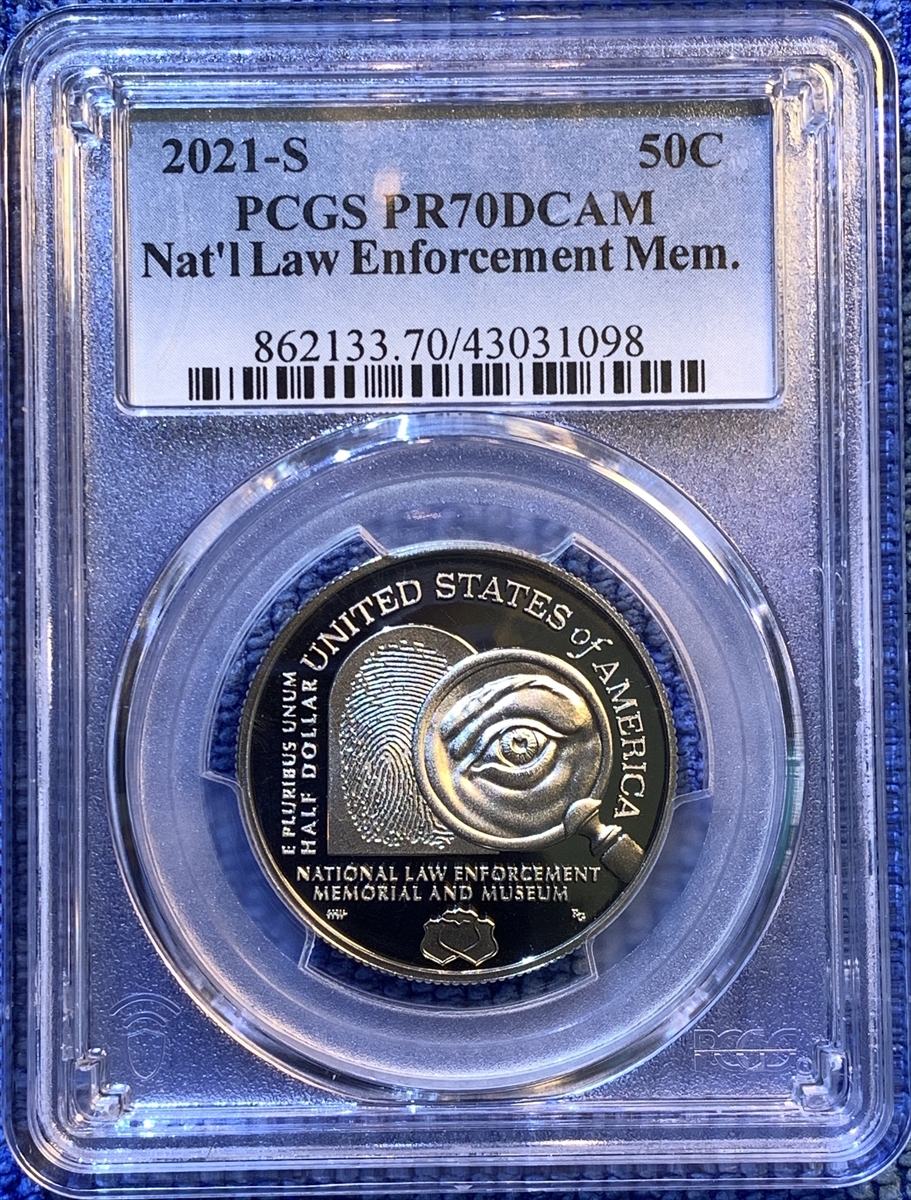 2021-S 50C
PCGS PR70DCAM
Nat'l Law Enforcement Mem.
862133.70/43031098
UNITED STATES of AMERICA
E PLURIBUS UNUM
HALF DOLLAR
NATIONAL LAW ENFORCEMENT
MEMORIAL AND MUSEUM
PCGS